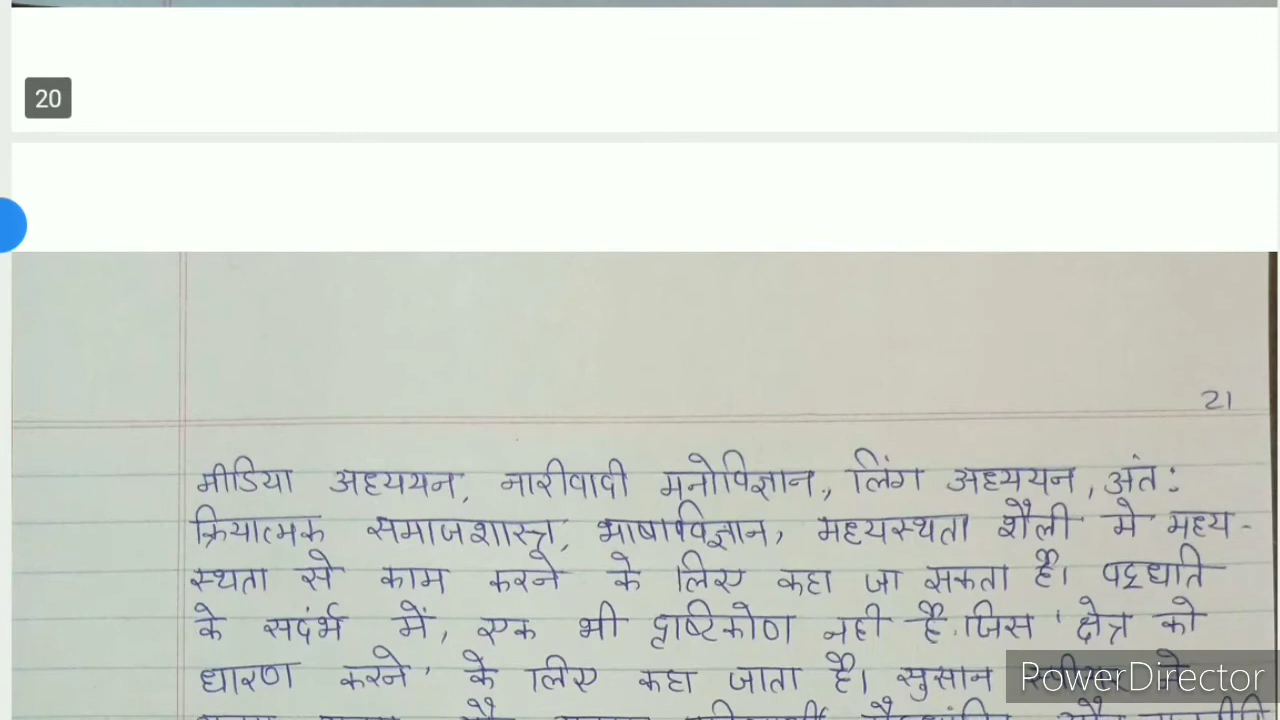 20
21
मीडिया अध्ययन, नारीवादी मनोविज्ञान, लिंग अध्ययन, अंत:
क्रियात्मक समाजशास्त्र, भाषाविज्ञान, मध्यस्थता शैली मे मध्य-
स्थता से काम करने के लिए कहा जा सकता है। पद्धति
के सदंर्भ में, एक भी दृष्टिकोण नही है जिस 'क्षेत्र को
धारण करने' के लिए कहा जाता है। सुसान ने
PowerDirector